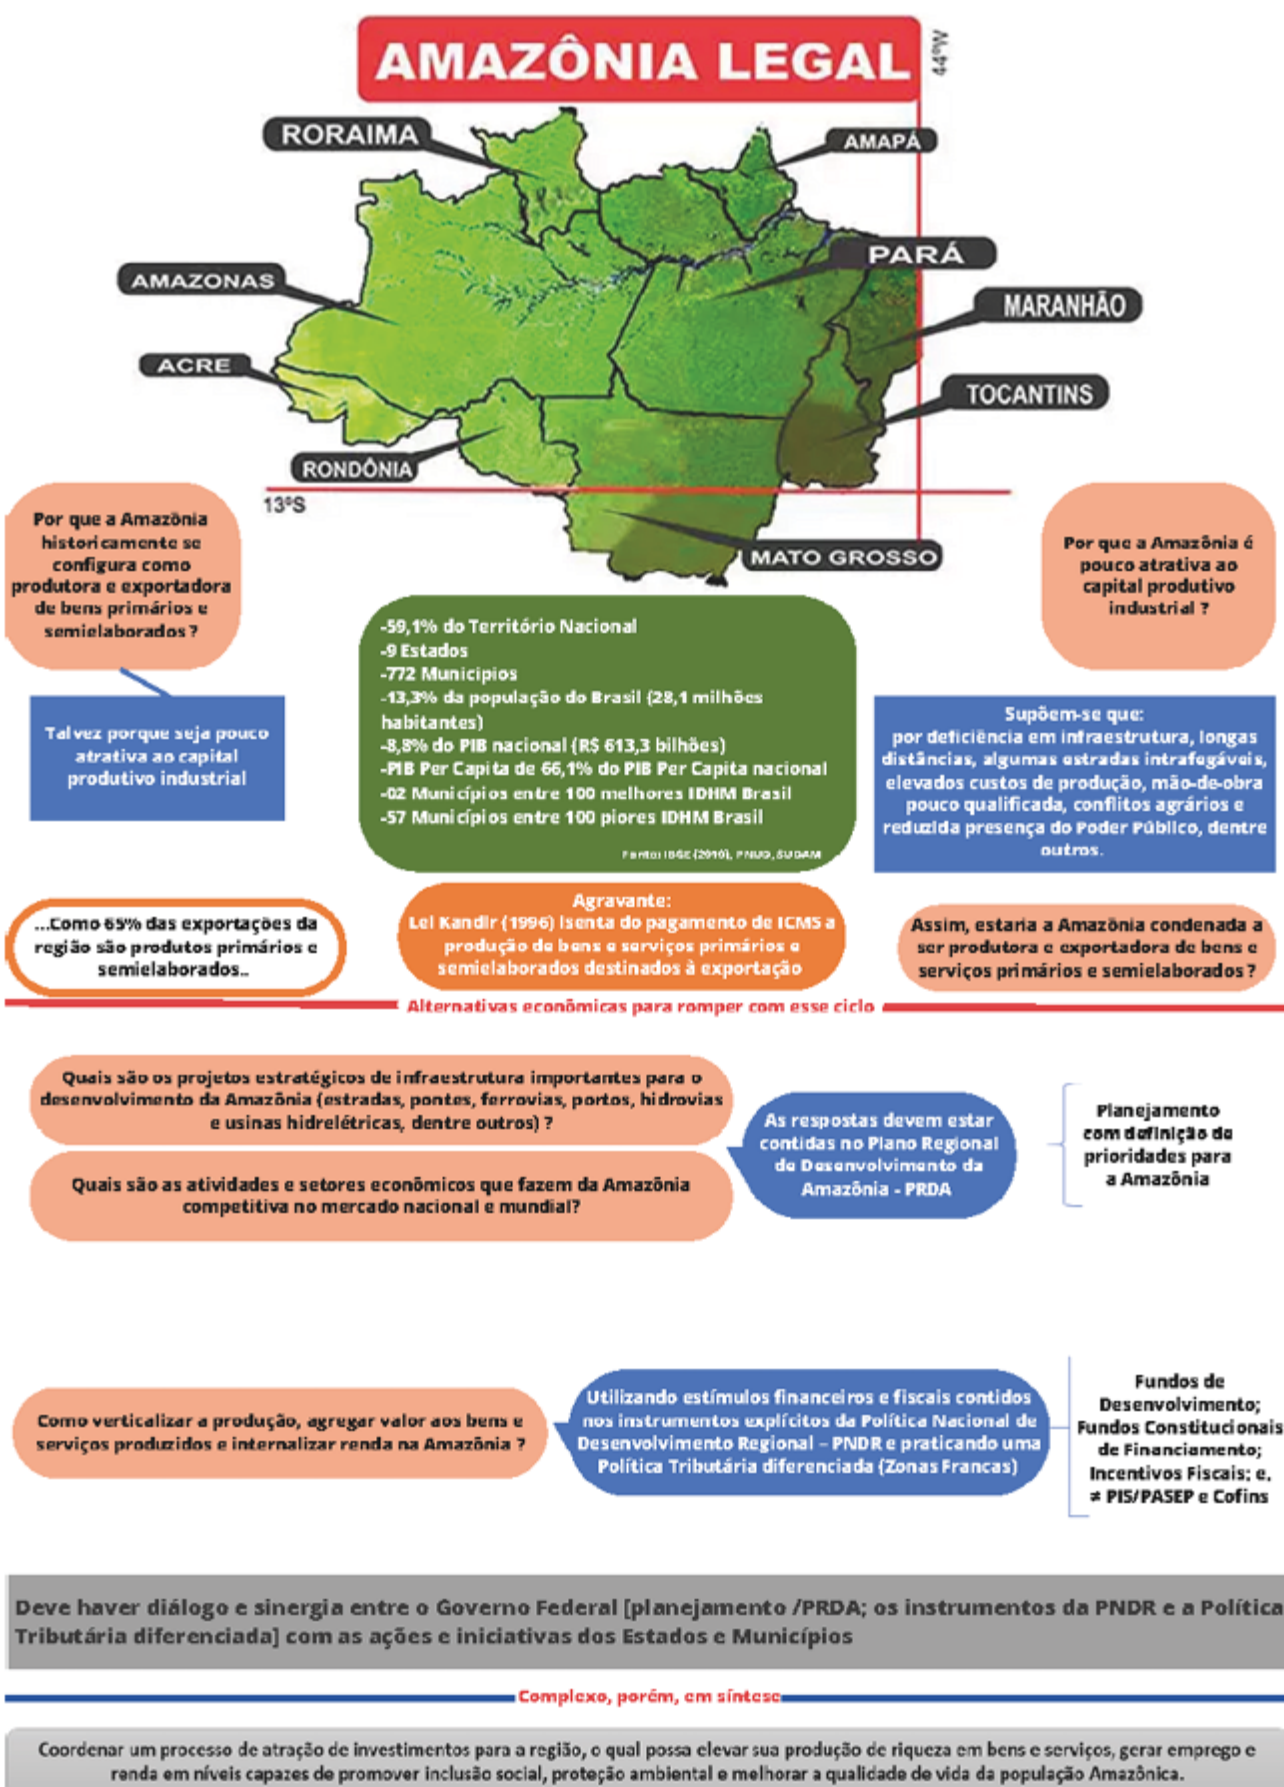 AMAZÔNIA LEGAL
44ºW
RORAIMA
AMAPÁ
PARÁ
AMAZONAS
MARANHÃO
ACRE
TOCANTINS
RONDÔNIA
13ºS
MATO GROSSO
Por que a Amazônia
historicamente se
configura como
produtora e exportadora
de bens primários e
semielaborados ?
Por que a Amazônia é
pouco atrativa ao
capital produtivo
industrial ?
Talvez porque seja pouco
atrativa ao capital
produtivo industrial
-59,1% do Território Nacional
-9 Estados
-772 Municipios
-13,3% da população do Brasil (28,1 milhões
habitantes)
-8,8% do PIB nacional (R$ 613,3 bilhões)
-PIB Per Capita de 66,1% do PIB Per Capita nacional
-02 Municípios entre 100 melhores IDHM Brasil
-57 Municípios entre 100 piores IDHM Brasil
Fonte: IBGE (2010), PNUD, SUDAM
Supõem-se que:
por deficiência em infraestrutura, longas
distâncias, algumas estradas intrafegáveis,
elevados custos de produção, mão-de-obra
pouco qualificada, conflitos agrários e
reduzida presença do Poder Público, dentre
outros.
...Como 65% das exportações da
região são produtos primários e
semielaborados..
Agravante:
Lei Kandir (1996) Isenta do pagamento de ICMS a
produção de bens e serviços primários e
semielaborados destinados à exportação
Assim, estaria a Amazônia condenada a
ser produtora e exportadora de bens e
serviços primários e semielaborados ?
Alternativas econômicas para romper com esse ciclo
Quais são os projetos estratégicos de infraestrutura importantes para o
desenvolvimento da Amazônia (estradas, pontes, ferrovias, portos, hidrovias
e usinas hidrelétricas, dentre outros) ?
Quais são as atividades e setores econômicos que fazem da Amazônia
competitiva no mercado nacional e mundial?
As respostas devem estar
contidas no Plano Regional
de Desenvolvimento da
Amazônia - PRDA
Planejamento
com definição de
prioridades para
a Amazônia
Como verticalizar a produção, agregar valor aos bens e
serviços produzidos e internalizar renda na Amazônia ?
Utilizando estímulos financeiros e fiscais contidos
nos instrumentos explícitos da Política Nacional de
Desenvolvimento Regional – PNDR e praticando uma
Política Tributária diferenciada (Zonas Francas)
Fundos de
Desenvolvimento;
Fundos Constitucionais
de Financiamento;
Incentivos Fiscais; e,
≠ PIS/PASEP e Cofins
Deve haver diálogo e sinergia entre o Governo Federal [planejamento /PRDA; os instrumentos da PNDR e a Política
Tributária diferenciada] com as ações e iniciativas dos Estados e Municípios
Complexo, porém, em síntese
Coordenar um processo de atração de investimentos para a região, o qual possa elevar sua produção de riqueza em bens e serviços, gerar emprego e
renda em níveis capazes de promover inclusão social, proteção ambiental e melhorar a qualidade de vida da população Amazônica.